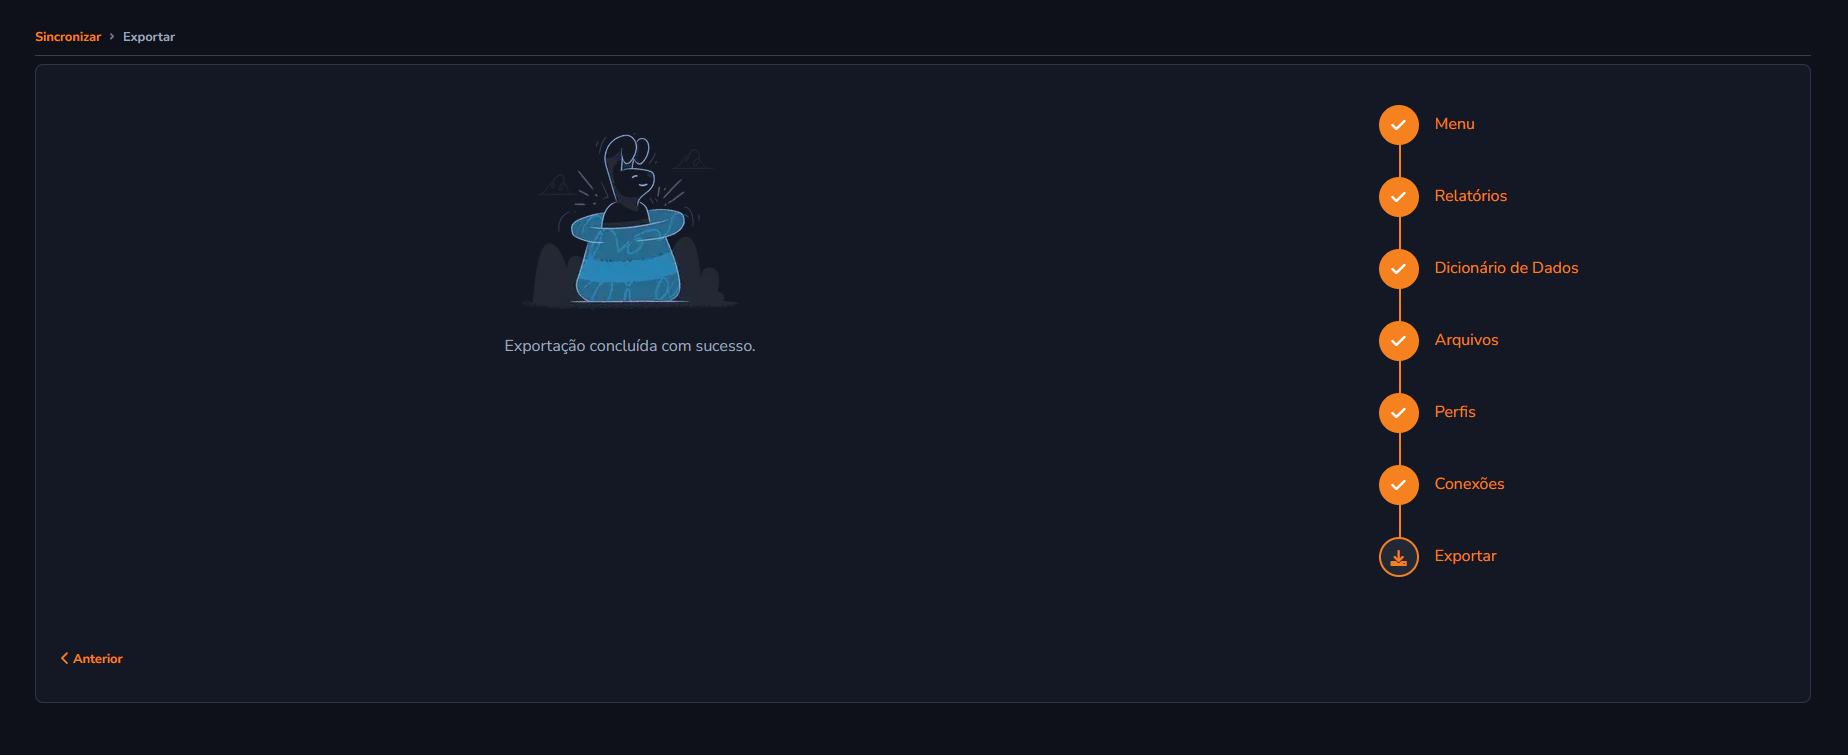 Sincronizar > Exportar
Menu
Relatórios
Dicionário de Dados
Arquivos
Perfis
Conexões
Exportar
Exportação concluída com sucesso.
Anterior